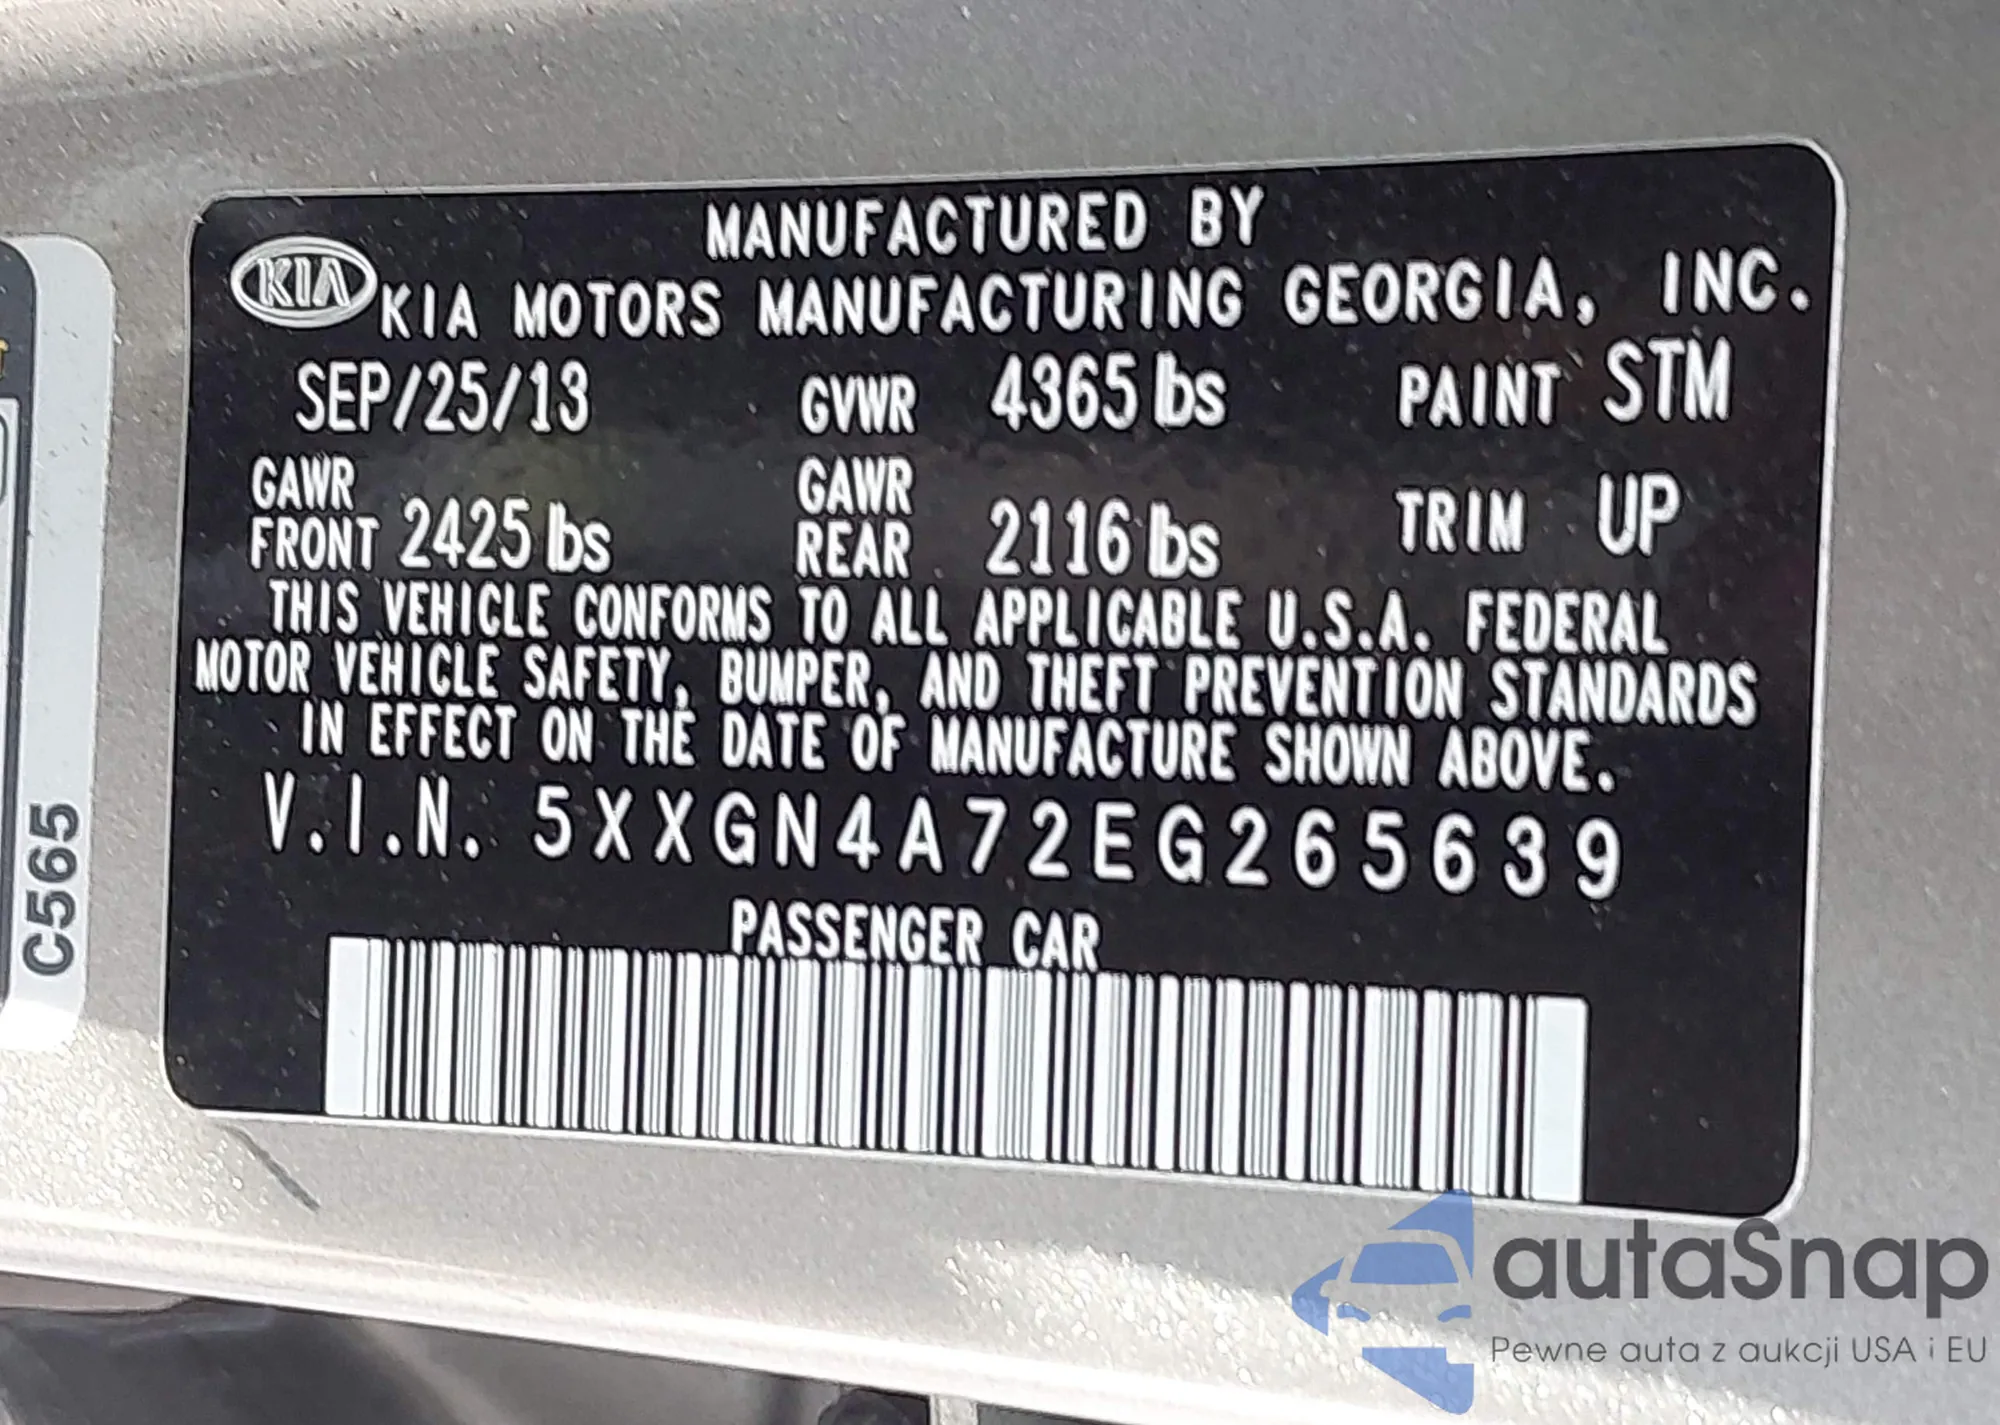 MANUFACTURED BY
KIA KIA MOTORS MANUFACTURING GEORGIA, INC.
SEP/25/13 GVWR 4365 lbs PAINT STM
GAWR FRONT 2425 lbs GAWR REAR 2116 lbs TRIM UP
THIS VEHICLE CONFORMS TO ALL APPLICABLE U.S.A. FEDERAL
MOTOR VEHICLE SAFETY, BUMPER, AND THEFT PREVENTION STANDARDS
IN EFFECT ON THE DATE OF MANUFACTURE SHOWN ABOVE.
V.I.N. 5XXGN4A72EG265639
PASSENGER CAR
C565
autaSnap
Pewne auta z aukcji USA i EU